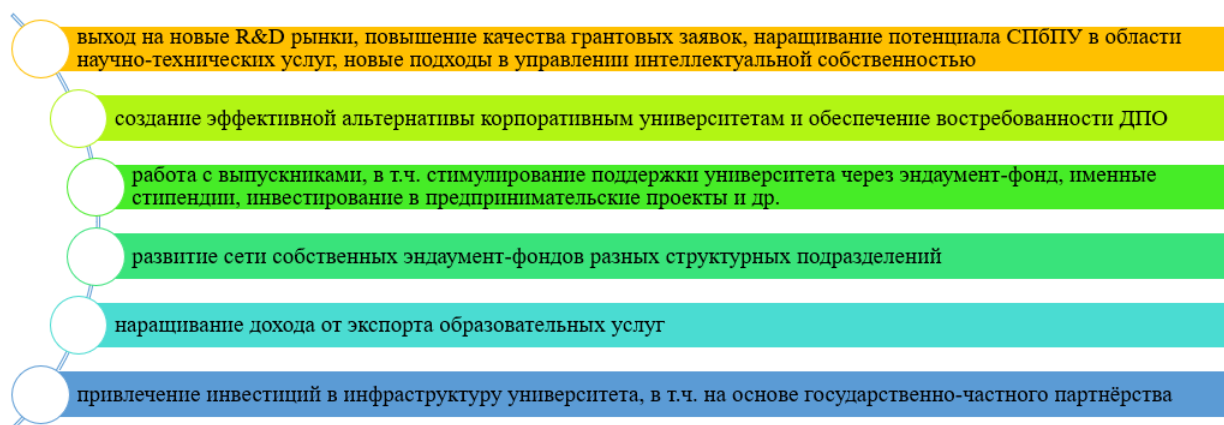 выход на новые R&D рынки, повышение качества грантовых заявок, наращивание потенциала СПбПУ в области
научно-технических услуг, новые подходы в управлении интеллектуальной собственностью
создание эффективной альтернативы корпоративным университетам и обеспечение востребованности ДПО
работа с выпускниками, в т.ч. стимулирование поддержки университета через эндаумент-фонд, именные
стипендии, инвестирование в предпринимательские проекты и др.
развитие сети собственных эндаумент-фондов разных структурных подразделений
наращивание дохода от экспорта образовательных услуг
привлечение инвестиций в инфраструктуру университета, в т.ч. на основе государственно-частного партнёрства